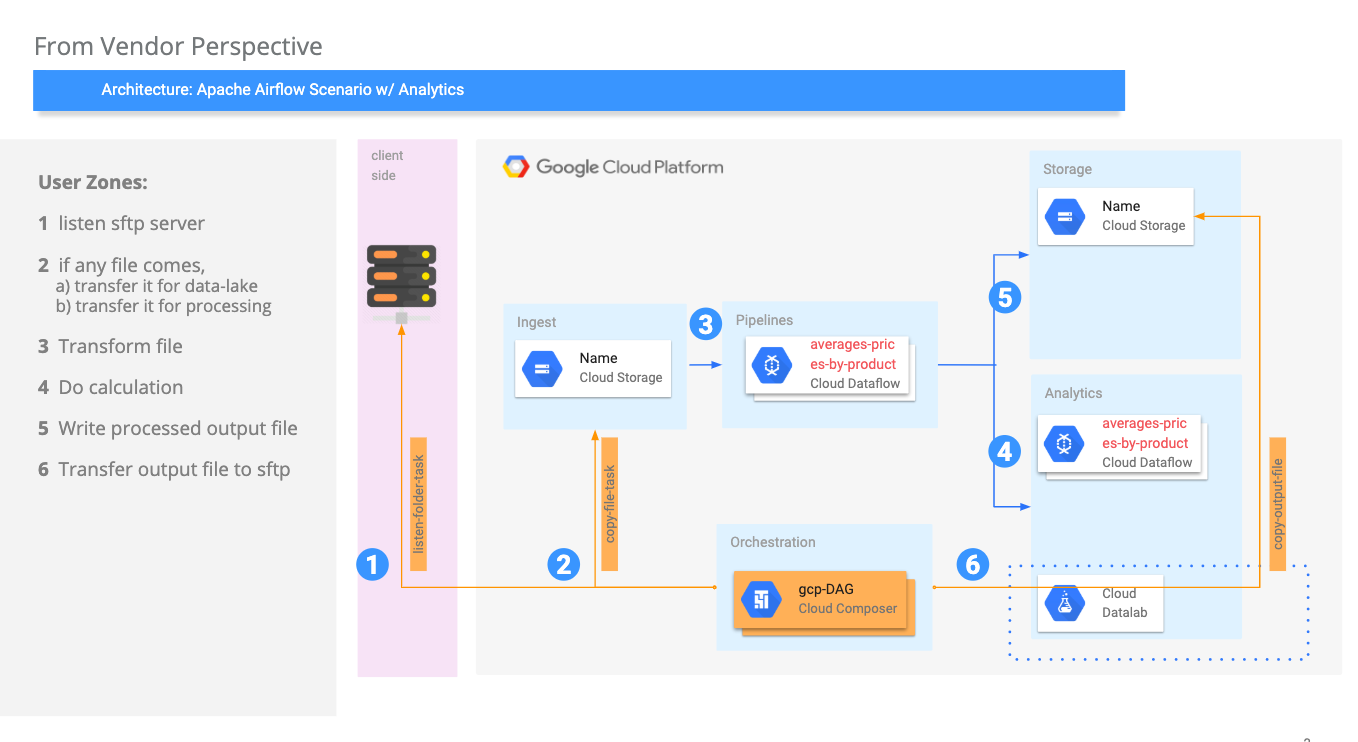 From Vendor Perspective
Architecture: Apache Airflow Scenario w/ Analytics
User Zones:
1 listen sftp server
2 if any file comes,
a) transfer it for data-lake
b) transfer it for processing
3 Transform file
4 Do calculation
5 Write processed output file
6 Transfer output file to sftp
client
side
listen-folder-task
1
Google Cloud Platform
Ingest
Name
Cloud Storage
copy-file-task
2
3
Pipelines
averages-pric
es-by-product
Cloud Dataflow
Orchestration
gcp-DAG
Cloud Composer
5
4
6
Storage
Name
Cloud Storage
Analytics
averages-pric
es-by-product
Cloud Dataflow
Cloud
Datalab
copy-output-file